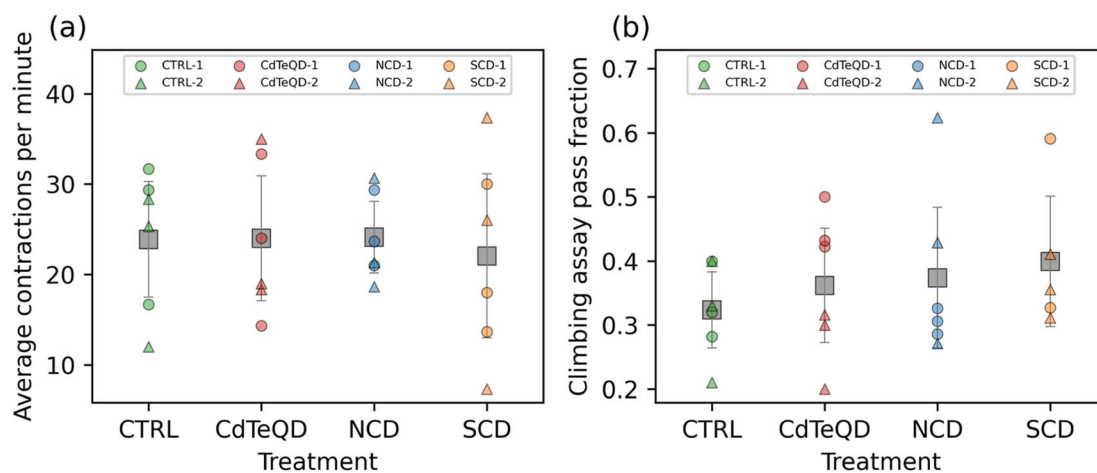 (a)
CTRL-1 CdTeQD-1 NCD-1 SCD-1
CTRL-2 CdTeQD-2 NCD-2 SCD-2
Average contractions per minute
40
30
20
10
CTRL CdTeQD NCD SCD
Treatment
(b)
CTRL-1 CdTeQD-1 NCD-1 SCD-1
CTRL-2 CdTeQD-2 NCD-2 SCD-2
Climbing assay pass fraction
0.7
0.6
0.5
0.4
0.3
0.2
CTRL CdTeQD NCD SCD
Treatment